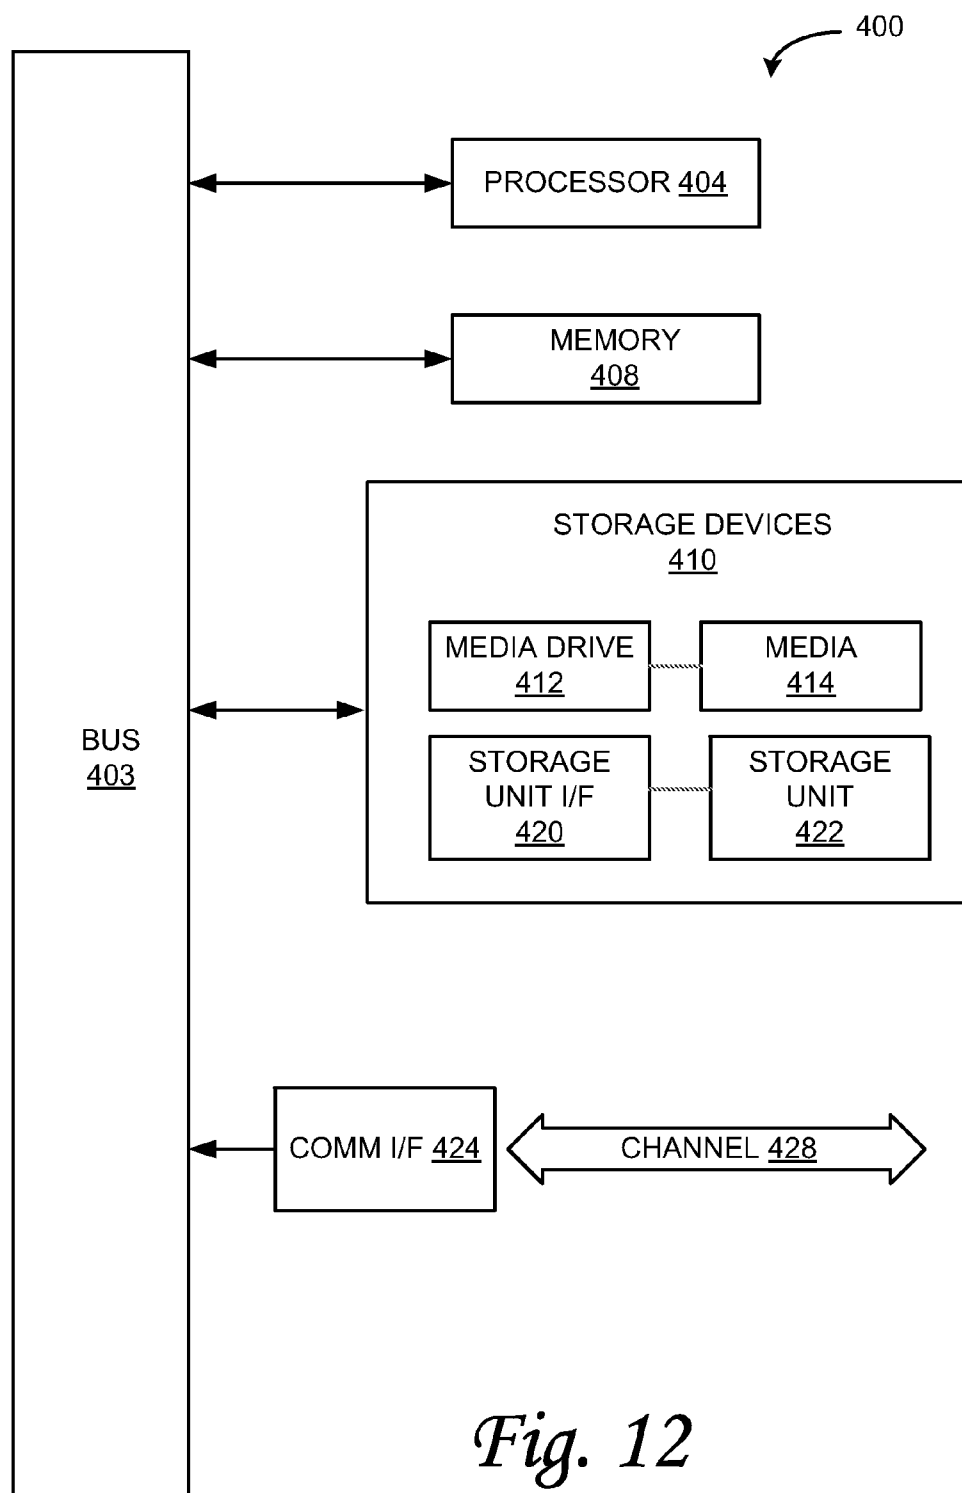 400
PROCESSOR 404
MEMORY
408
STORAGE DEVICES
410
MEDIA DRIVE
412
MEDIA
414
BUS
403
STORAGE
UNIT I/F
420
STORAGE
UNIT
422
COMM I/F 424
CHANNEL 428
Fig. 12